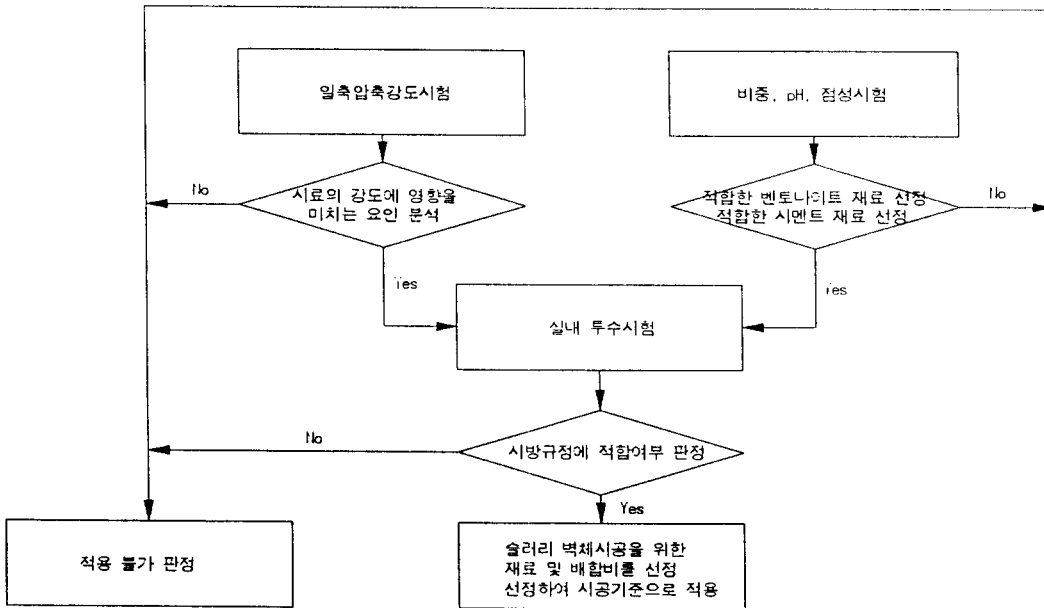 일축압축강도시험
비중, pH, 점성시험
No
시료의 강도에 영향을
미치는 요인 분석
적합한 벤토나이트 재료 선정
적합한 시멘트 재료 선정
No
Yes
Yes
실내 투수시험
No
시방규정에 적합여부 판정
Yes
적용 불가 판정
슬러리 벽체시공을 위한
재료 및 배합비를 선정
선정하여 시공기준으로 적용